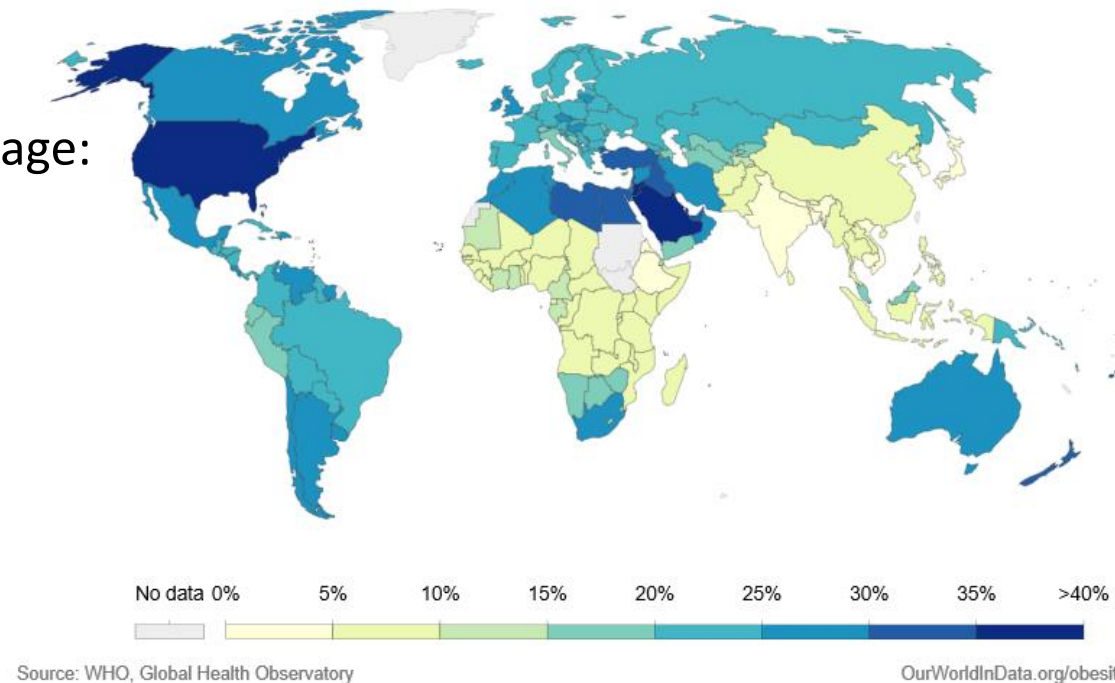 age:
No data 0% 5% 10% 15% 20% 25% 30% 35% >40%
Source: WHO, Global Health Observatory
OurWorldInData.org/obesit